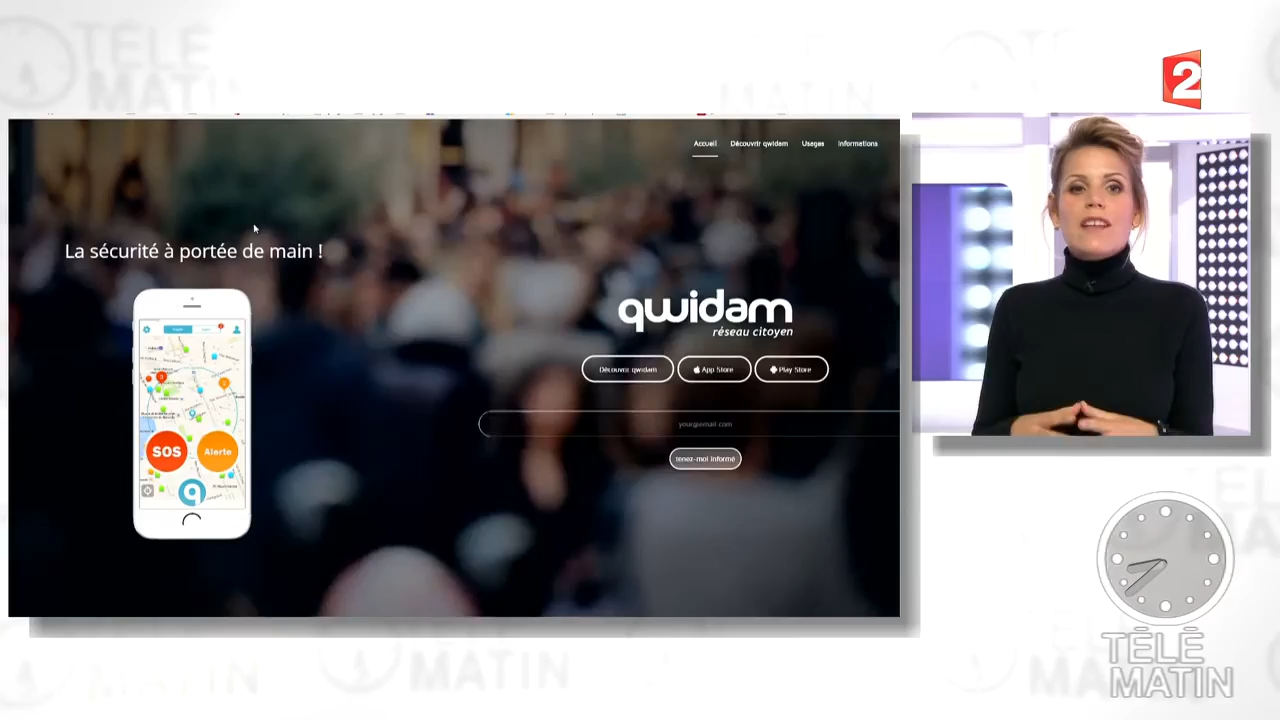 2
Accueil Découvrir qwidam Usages Informations
La sécurité à portée de main !
qwidam
réseau citoyen
Découvrir qwidam App Store Play Store
your@email.com
tenez-moi informé
SOS Alerte
q
TÉLÉ
MATIN